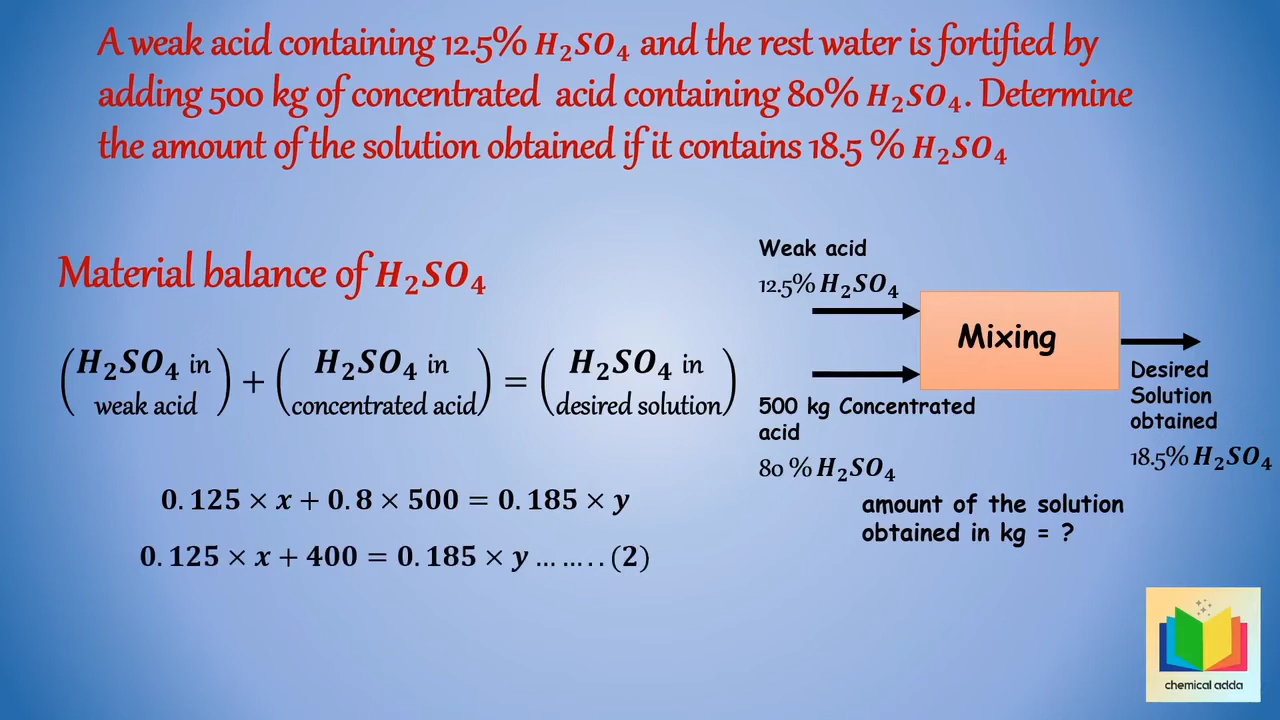 A weak acid containing 12.5% H₂SO₄ and the rest water is fortified by
adding 500 kg of concentrated acid containing 80% H₂SO₄. Determine
the amount of the solution obtained if it contains 18.5 % H₂SO₄
Material balance of H₂SO₄
(H₂SO₄ in weak acid) + (H₂SO₄ in concentrated acid) = (H₂SO₄ in desired solution)
0.125 × x + 0.8 × 500 = 0.185 × y
0.125 × x + 400 = 0.185 × y ... ... . . (2)
Weak acid
12.5% H₂SO₄
Mixing
500 kg Concentrated
acid
80 % H₂SO₄
Desired
Solution
obtained
18.5% H₂SO₄
amount of the solution
obtained in kg = ?
chemical adda